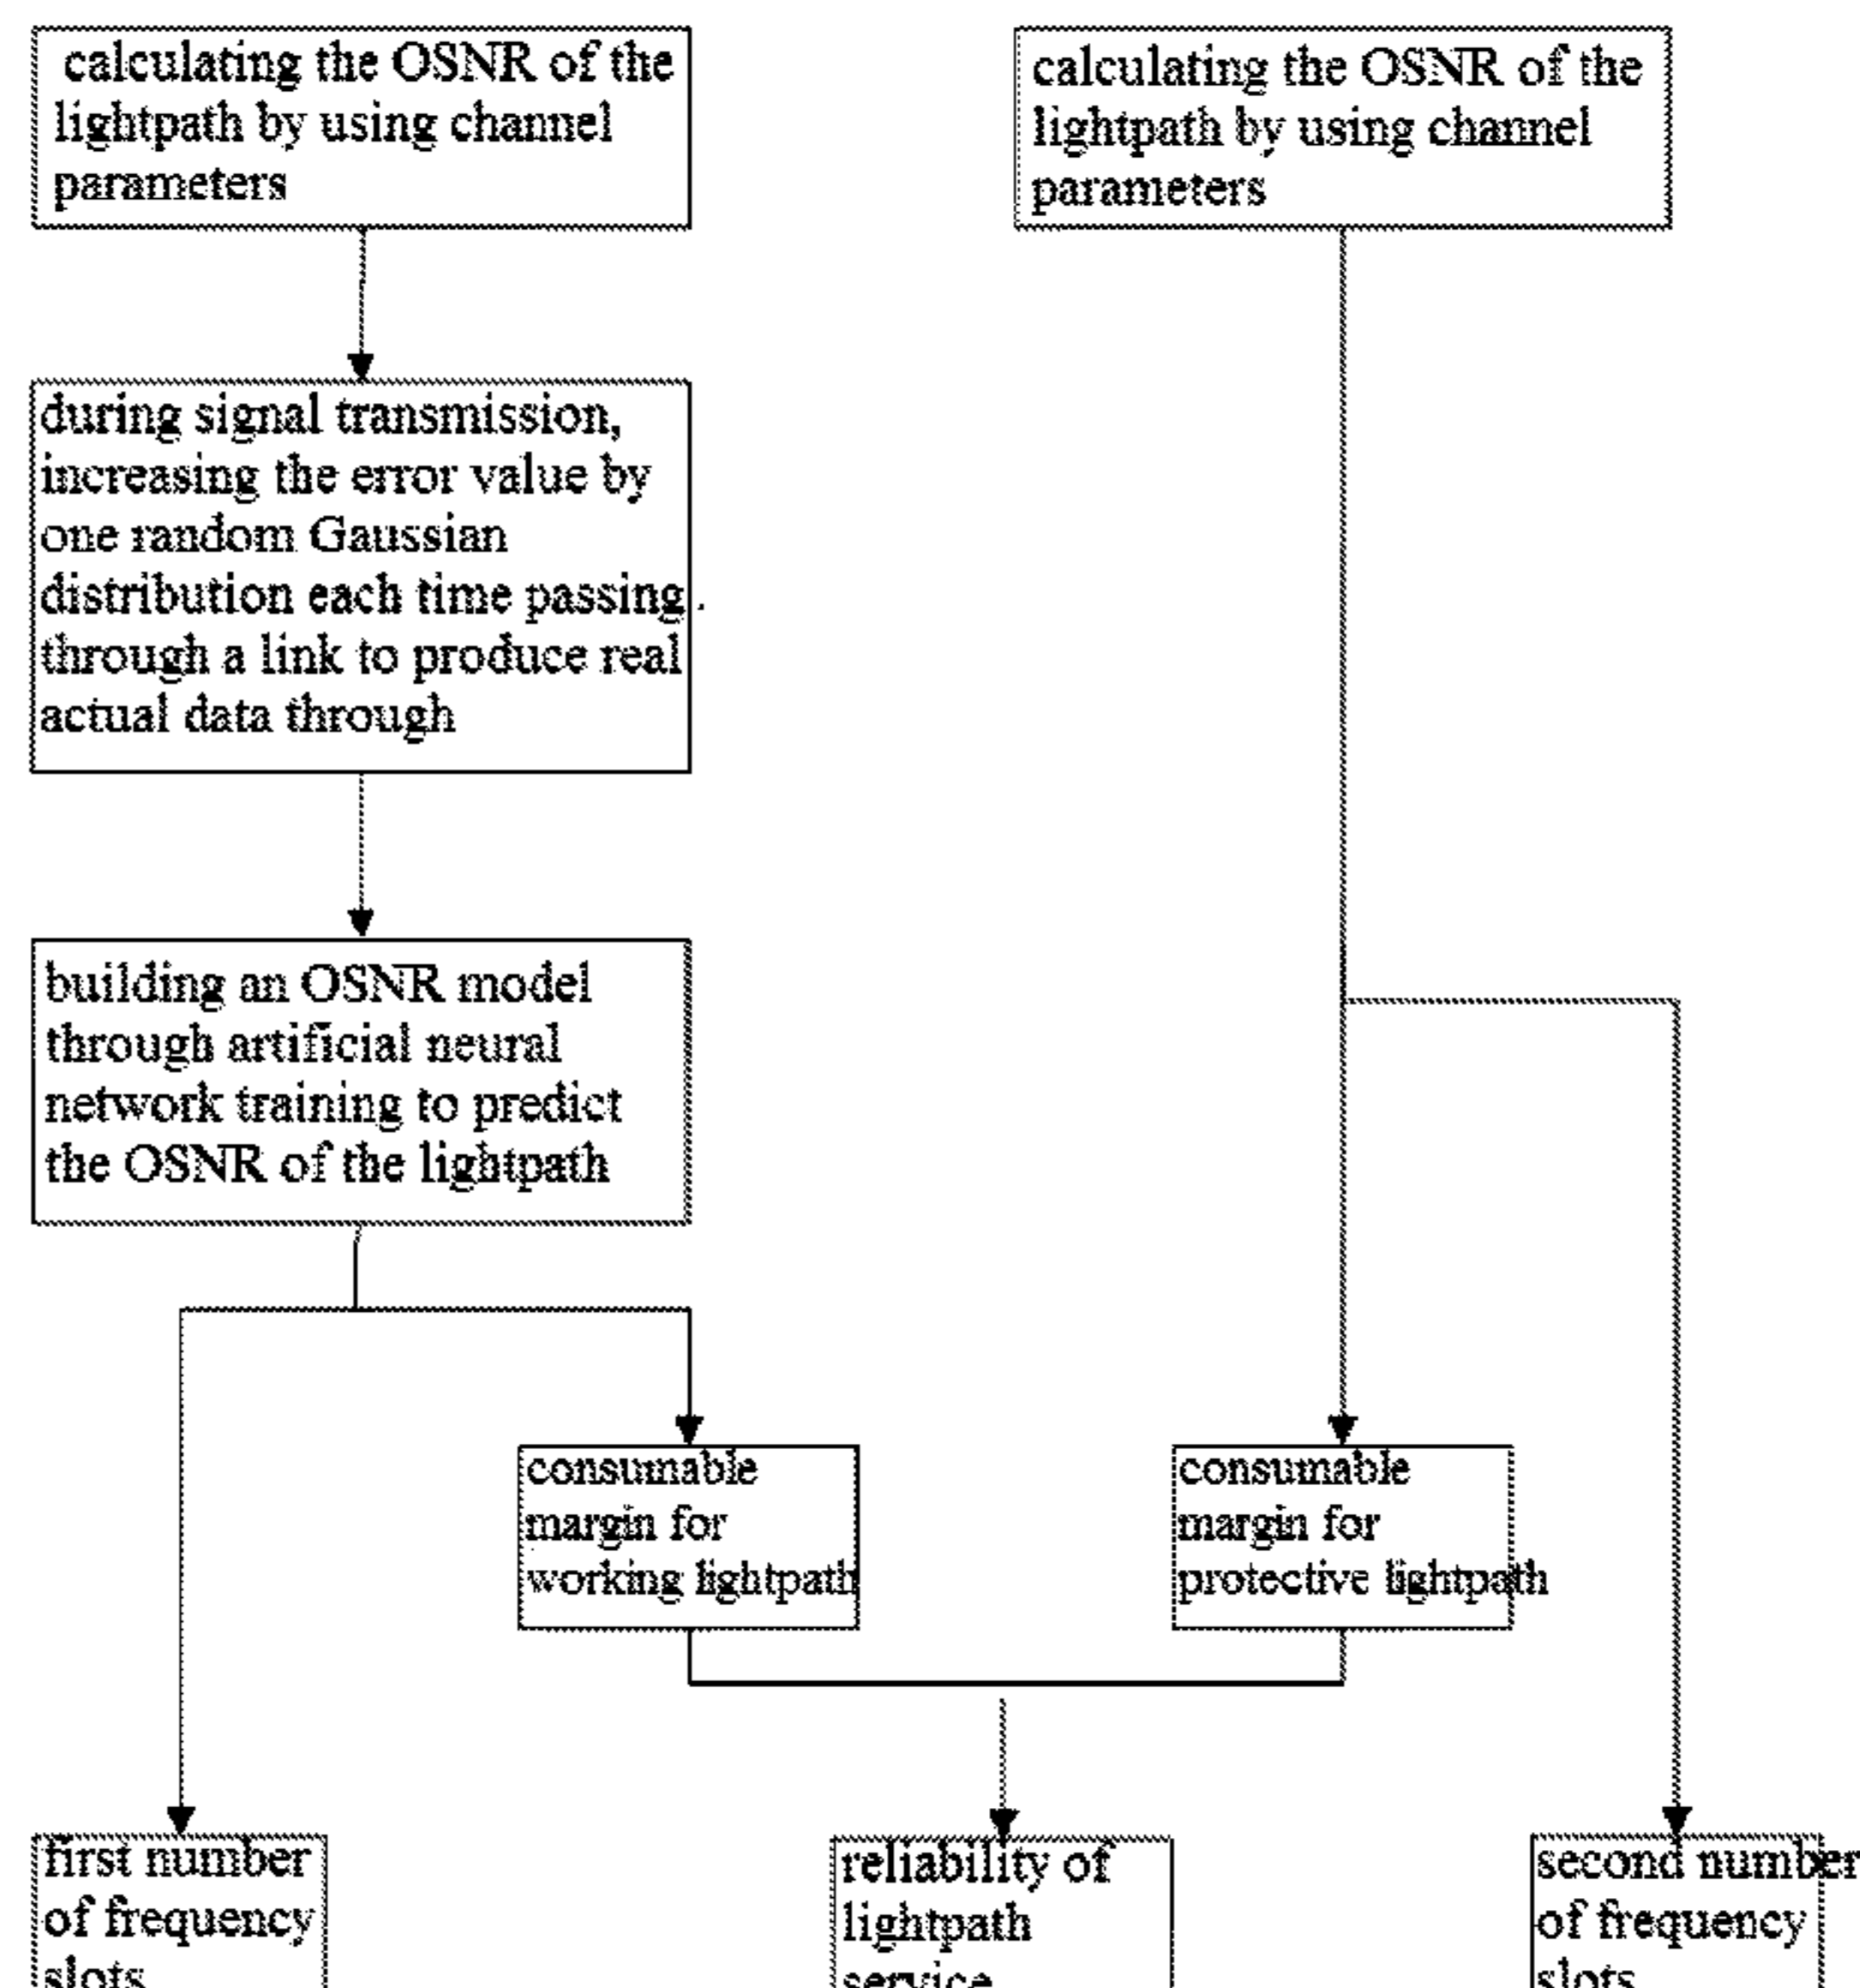 calculating the OSNR of the
lightpath by using channel
parameters
calculating the OSNR of the
lightpath by using channel
parameters
during signal transmission,
increasing the error value by
one random Gaussian
distribution each time passing
through a link to produce real
actual data through
building an OSNR model
through artificial neural
network training to predict
the OSNR of the lightpath
consumable
margin for
working lightpath
consumable
margin for
protective lightpath
first number
of frequency
slots
reliability of
lightpath
service
second number
of frequency
slots